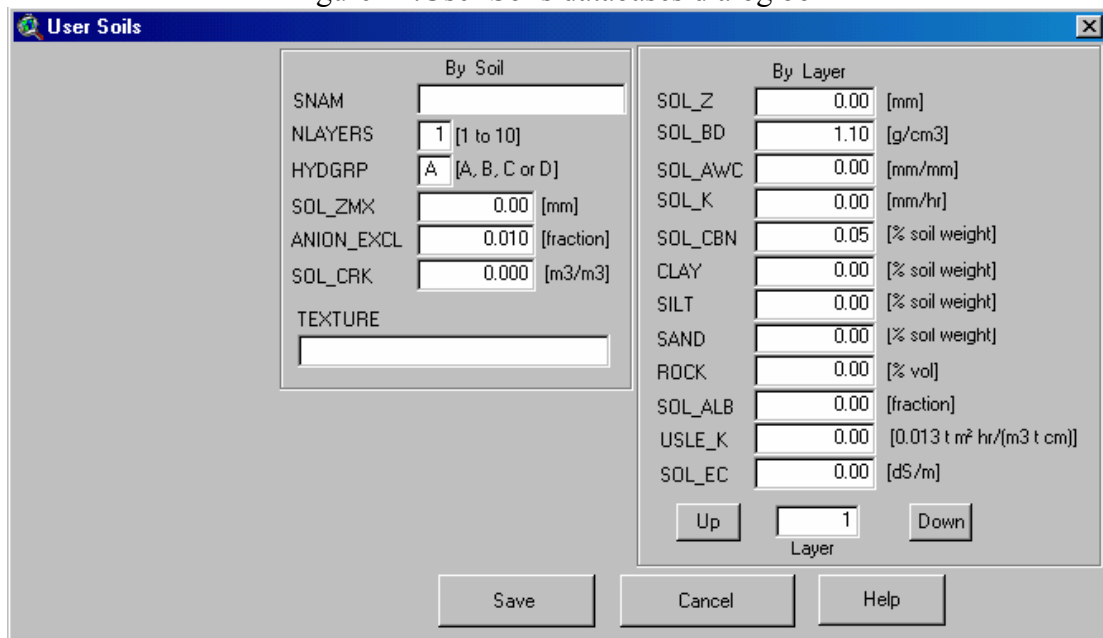 User Soils
By Soil
SNAM
NLAYERS 1 [1 to 10]
HYDGRP A [A, B, C or D]
SOL_ZMX 0.00 [mm]
ANION_EXCL 0.010 [fraction]
SOL_CRK 0.000 [m3/m3]
TEXTURE
By Layer
SOL_Z 0.00 [mm]
SOL_BD 1.10 [g/cm3]
SOL_AWC 0.00 [mm/mm]
SOL_K 0.00 [mm/hr]
SOL_CBN 0.05 [% soil weight]
CLAY 0.00 [% soil weight]
SILT 0.00 [% soil weight]
SAND 0.00 [% soil weight]
ROCK 0.00 [% vol]
SOL_ALB 0.00 [fraction]
USLE_K 0.00 [0.013 t m² hr/(m3 t cm)]
SOL_EC 0.00 [dS/m]
Up 1 Down
Layer
Save Cancel Help